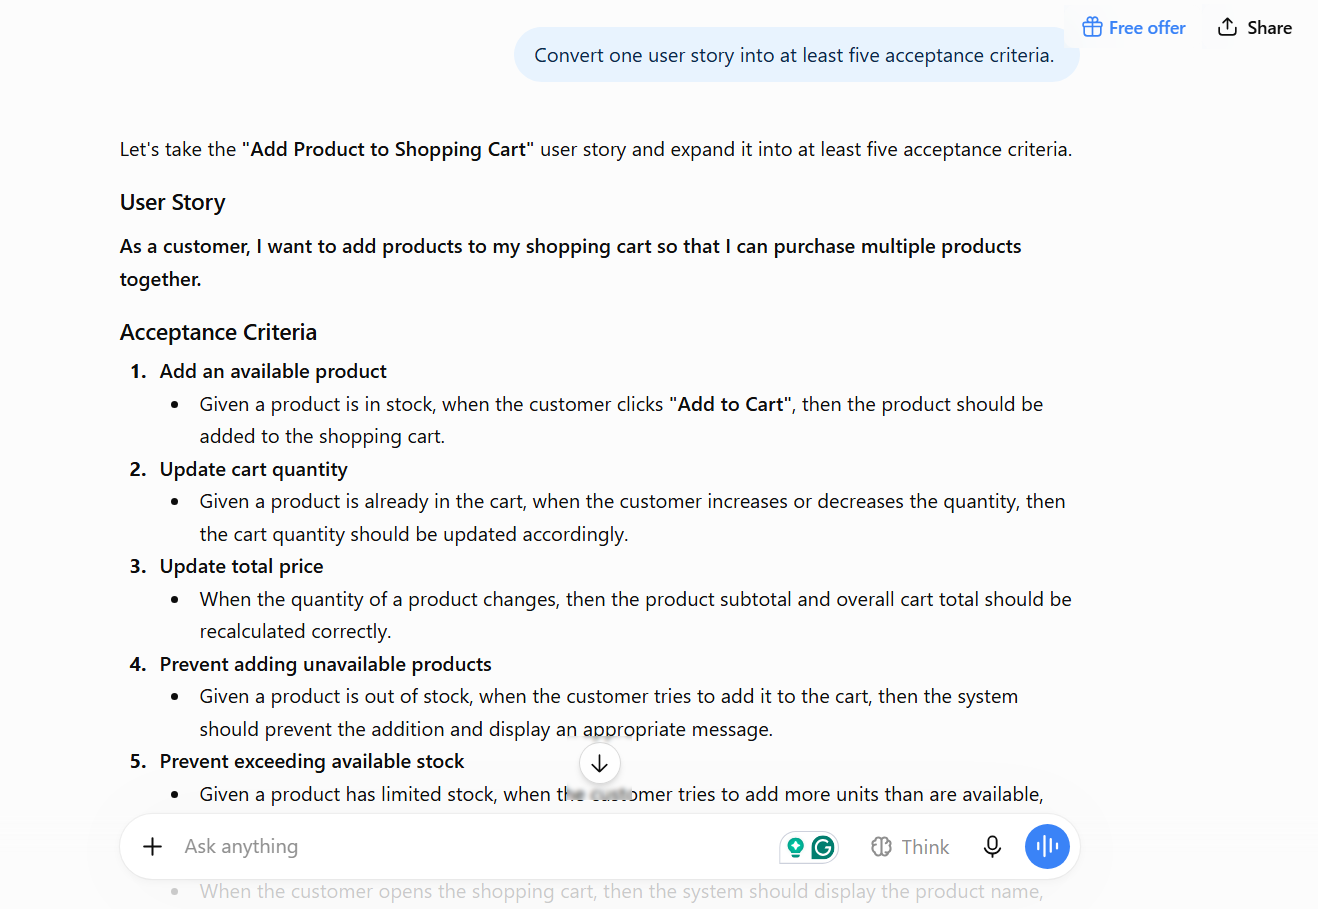 Free offer
Share
Convert one user story into at least five acceptance criteria.
Let's take the "Add Product to Shopping Cart" user story and expand it into at least five acceptance criteria.
User Story
As a customer, I want to add products to my shopping cart so that I can purchase multiple products
together.
Acceptance Criteria
1. Add an available product
• Given a product is in stock, when the customer clicks "Add to Cart", then the product should be
added to the shopping cart.
2. Update cart quantity
• Given a product is already in the cart, when the customer increases or decreases the quantity, then
the cart quantity should be updated accordingly.
3. Update total price
• When the quantity of a product changes, then the product subtotal and overall cart total should be
recalculated correctly.
4. Prevent adding unavailable products
• Given a product is out of stock, when the customer tries to add it to the cart, then the system
should prevent the addition and display an appropriate message.
5. Prevent exceeding available stock
• Given a product has limited stock, when the customer tries to add more units than are available,
Ask anything
Think
• When the customer opens the shopping cart, then the system should display the product name,